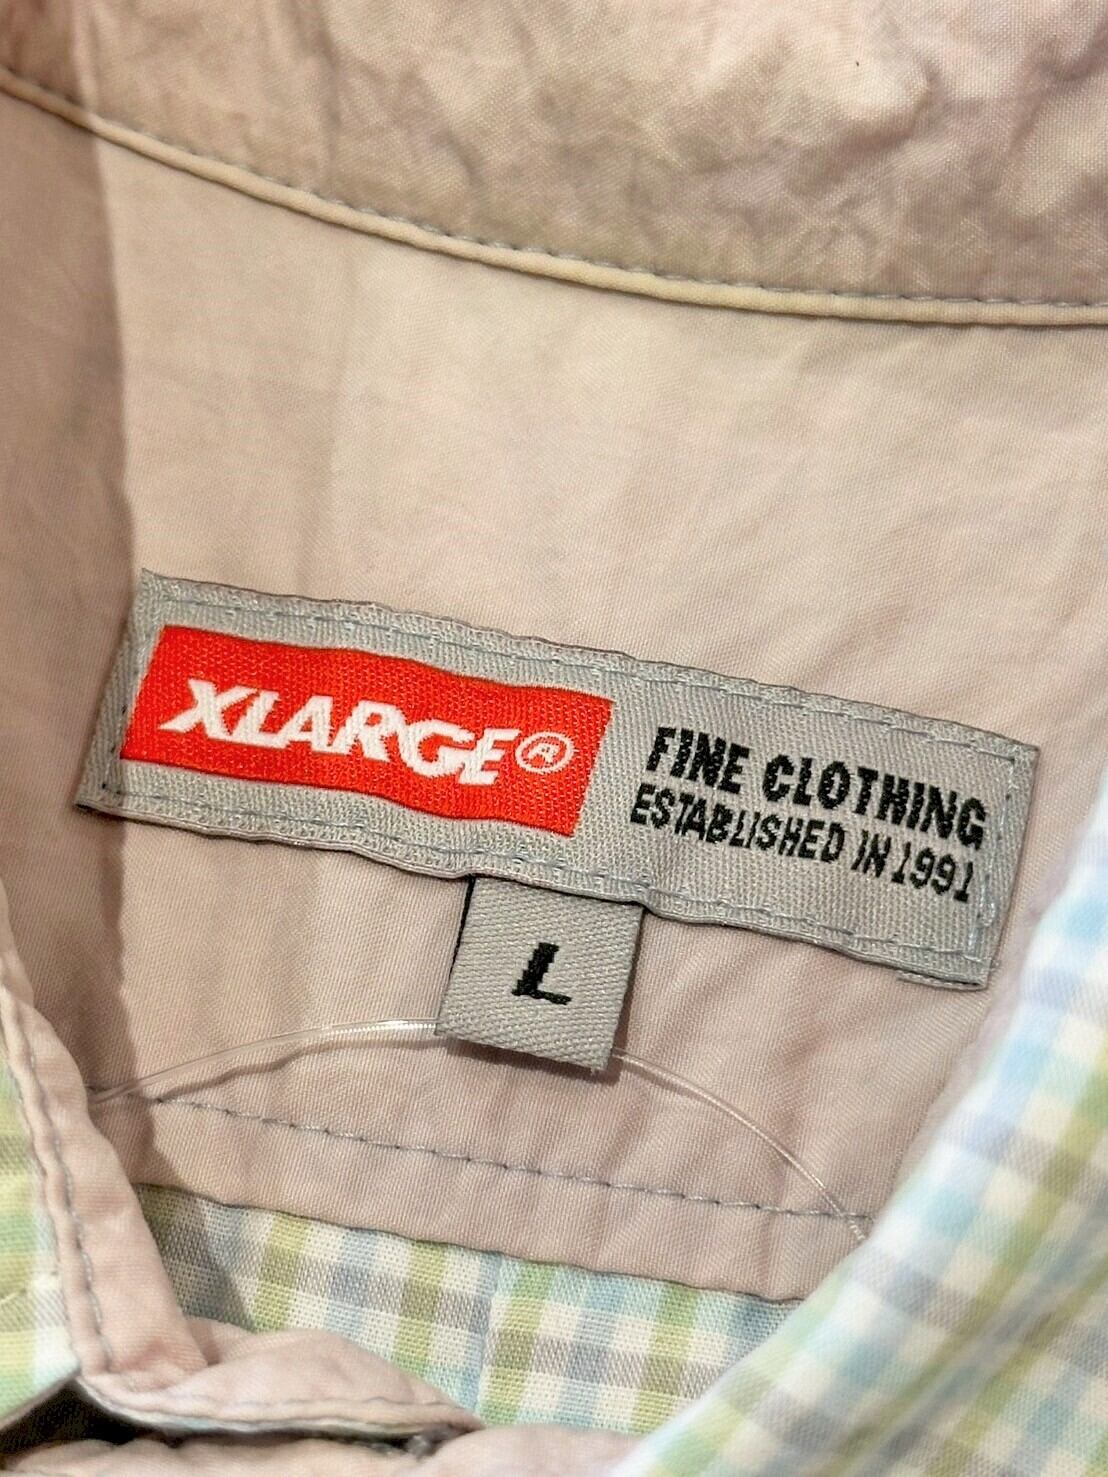 XLARGE®
FINE CLOTHING
ESTABLISHED IN 1991
L